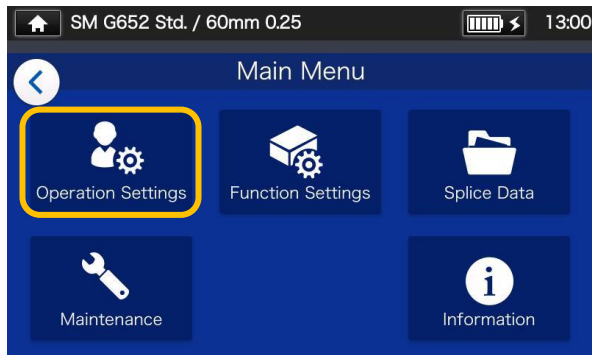 SM G652 Std. / 60mm 0.25 13:00
Main Menu
Operation Settings Function Settings Splice Data
Maintenance Information